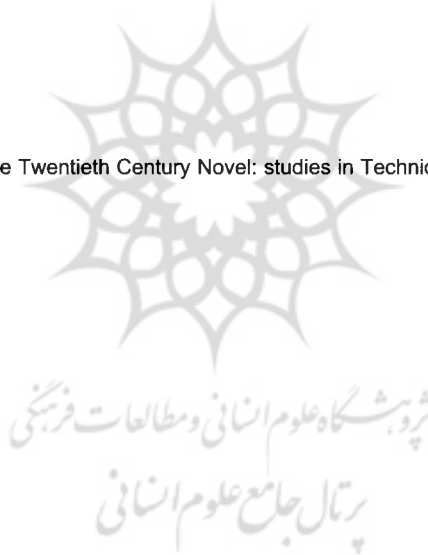 e Twentieth Century Novel: studies in Technic
پژوهشگاه علوم انسانی و مطالعات فرهنگی
پرتال جامع علوم انسانی